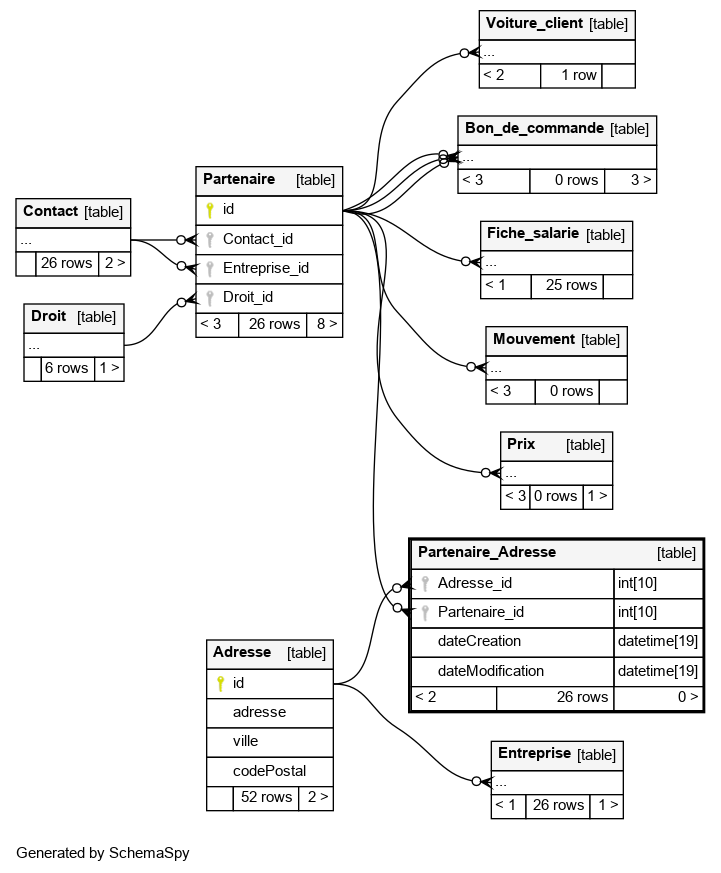 Voiture_client [table]
...
< 2 1 row
Bon_de_commande [table]
...
< 3 0 rows 3 >
Partenaire [table]
id
Contact_id
Entreprise_id
Droit_id
< 3 26 rows 8 >
Contact [table]
...
26 rows 2 >
Droit [table]
...
6 rows 1 >
Fiche_salarie [table]
...
< 1 25 rows
Mouvement [table]
...
< 3 0 rows
Prix [table]
...
< 3 0 rows 1 >
Partenaire_Adresse [table]
Adresse_id int[10]
Partenaire_id int[10]
dateCreation datetime[19]
dateModification datetime[19]
< 2 26 rows 0 >
Adresse [table]
id
adresse
ville
codePostal
52 rows 2 >
Entreprise [table]
...
< 1 26 rows 1 >
Generated by SchemaSpy